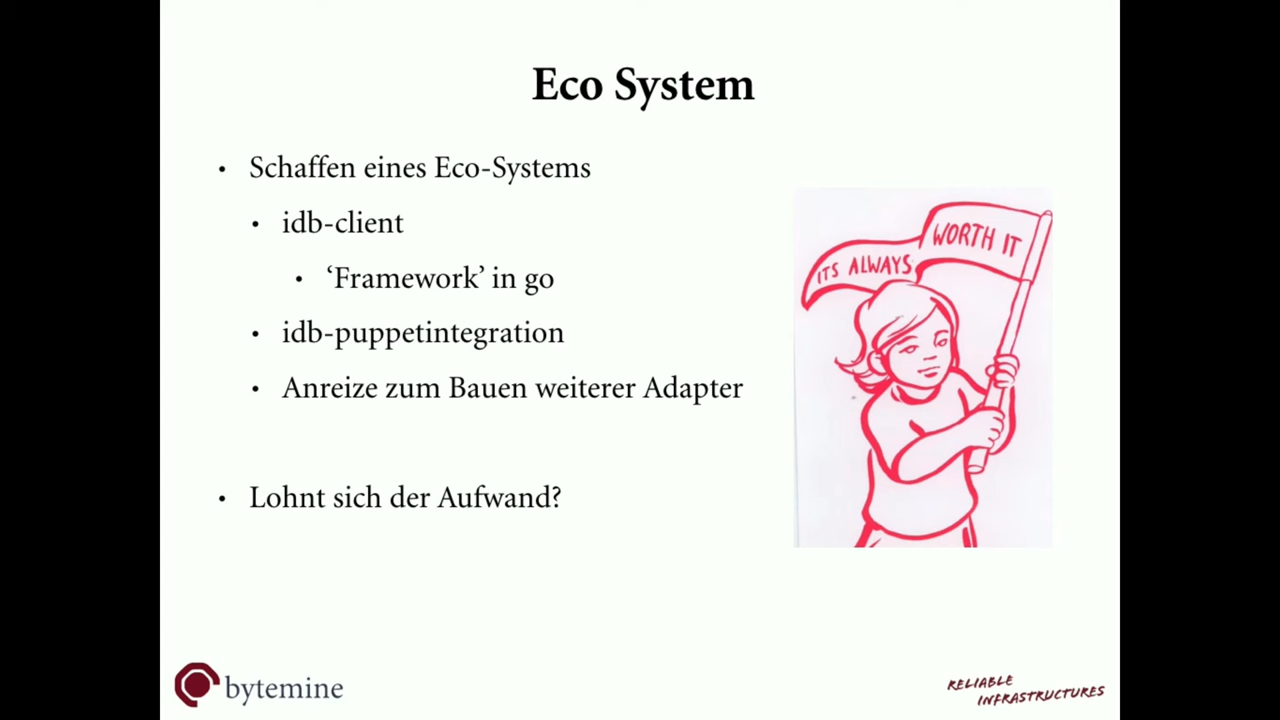 Eco System
• Schaffen eines Eco-Systems
• idb-client
• ‘Framework’ in go
• idb-puppetintegration
• Anreize zum Bauen weiterer Adapter
• Lohnt sich der Aufwand?
ITS ALWAYS WORTH IT
bytemine
RELIABLE
INFRASTRUCTURES